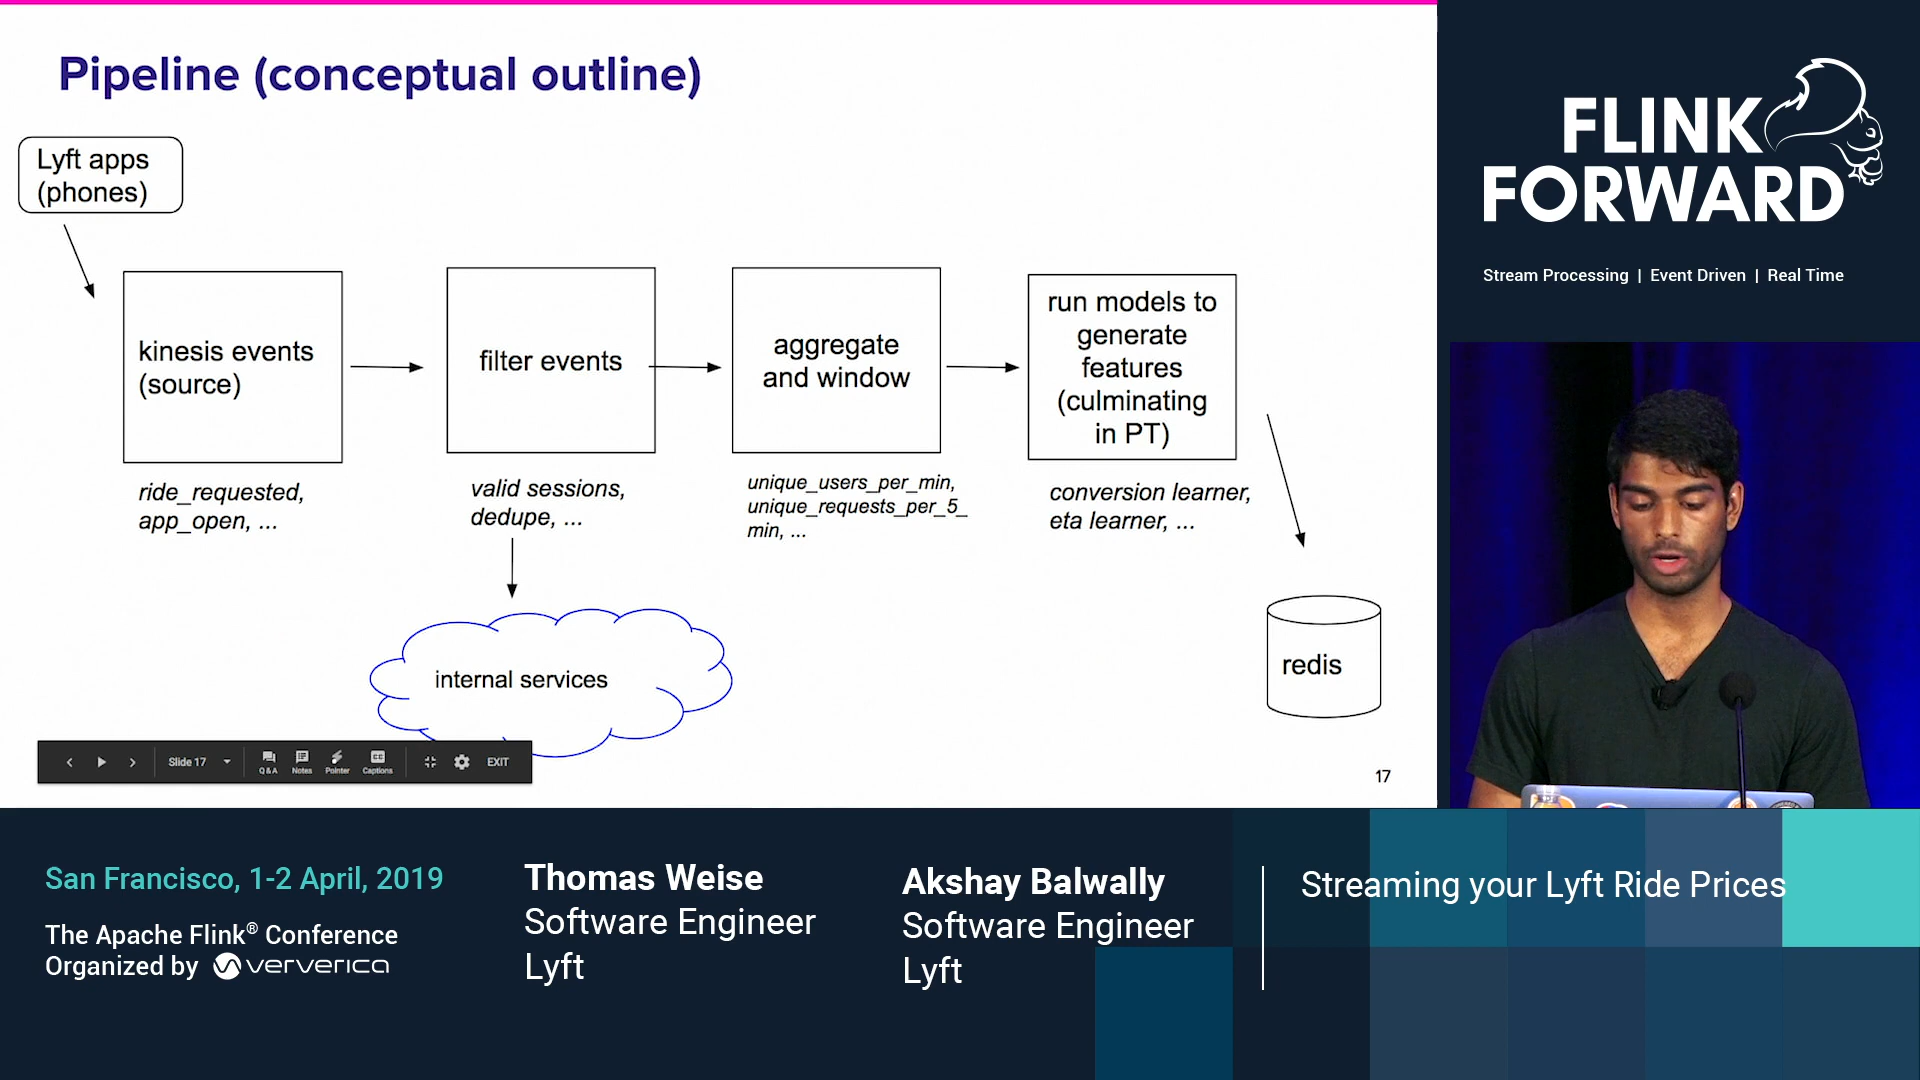 Pipeline (conceptual outline)
Lyft apps
(phones)
kinesis events
(source)
ride_requested,
app_open, ...
filter events
valid sessions,
dedupe, ...
internal services
aggregate
and window
unique_users_per_min,
unique_requests_per_5_
min, ...
run models to
generate
features
(culminating
in PT)
conversion learner,
eta learner, ...
redis
Slide 17
Q & A
Notes
Pointer
CC
Captions
EXIT
17
FLINK
FORWARD
Stream Processing | Event Driven | Real Time
San Francisco, 1-2 April, 2019
The Apache Flink® Conference
Organized by ververica
Thomas Weise
Software Engineer
Lyft
Akshay Balwally
Software Engineer
Lyft
Streaming your Lyft Ride Prices